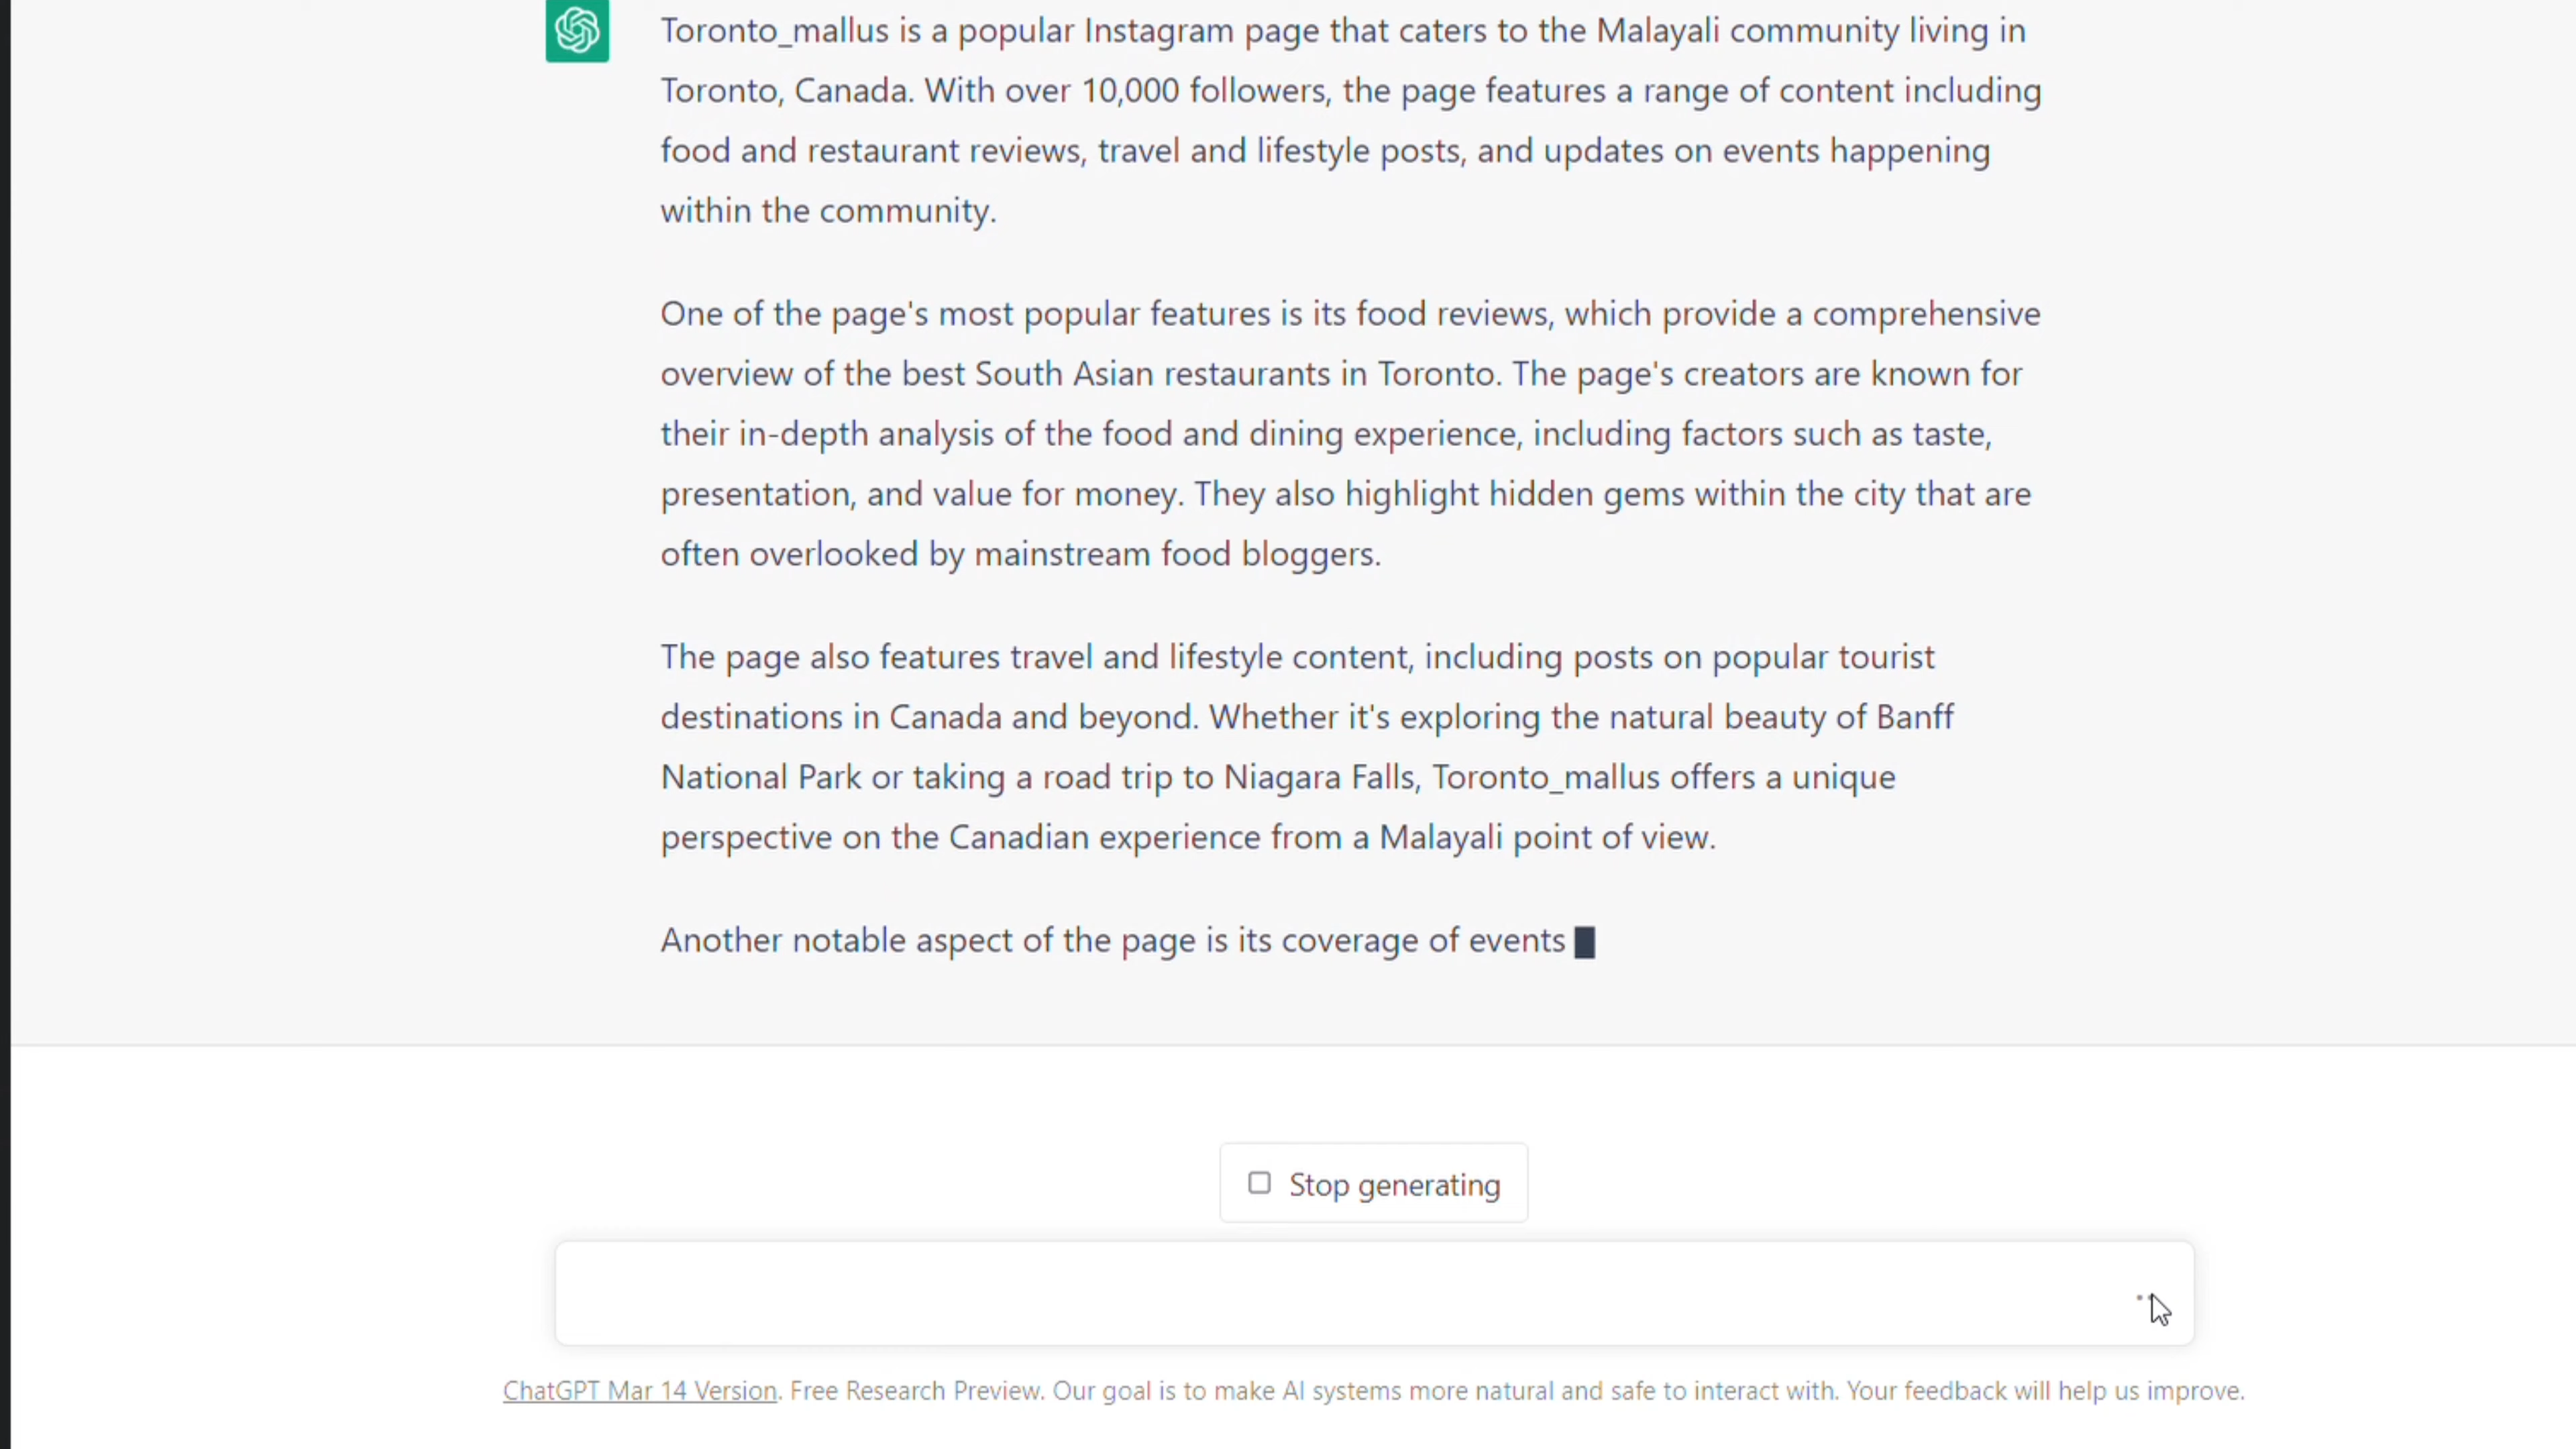 Toronto_mallus is a popular Instagram page that caters to the Malayali community living in
Toronto, Canada. With over 10,000 followers, the page features a range of content including
food and restaurant reviews, travel and lifestyle posts, and updates on events happening
within the community.
One of the page's most popular features is its food reviews, which provide a comprehensive
overview of the best South Asian restaurants in Toronto. The page's creators are known for
their in-depth analysis of the food and dining experience, including factors such as taste,
presentation, and value for money. They also highlight hidden gems within the city that are
often overlooked by mainstream food bloggers.
The page also features travel and lifestyle content, including posts on popular tourist
destinations in Canada and beyond. Whether it's exploring the natural beauty of Banff
National Park or taking a road trip to Niagara Falls, Toronto_mallus offers a unique
perspective on the Canadian experience from a Malayali point of view.
Another notable aspect of the page is its coverage of events
Stop generating
ChatGPT Mar 14 Version. Free Research Preview. Our goal is to make AI systems more natural and safe to interact with. Your feedback will help us improve.